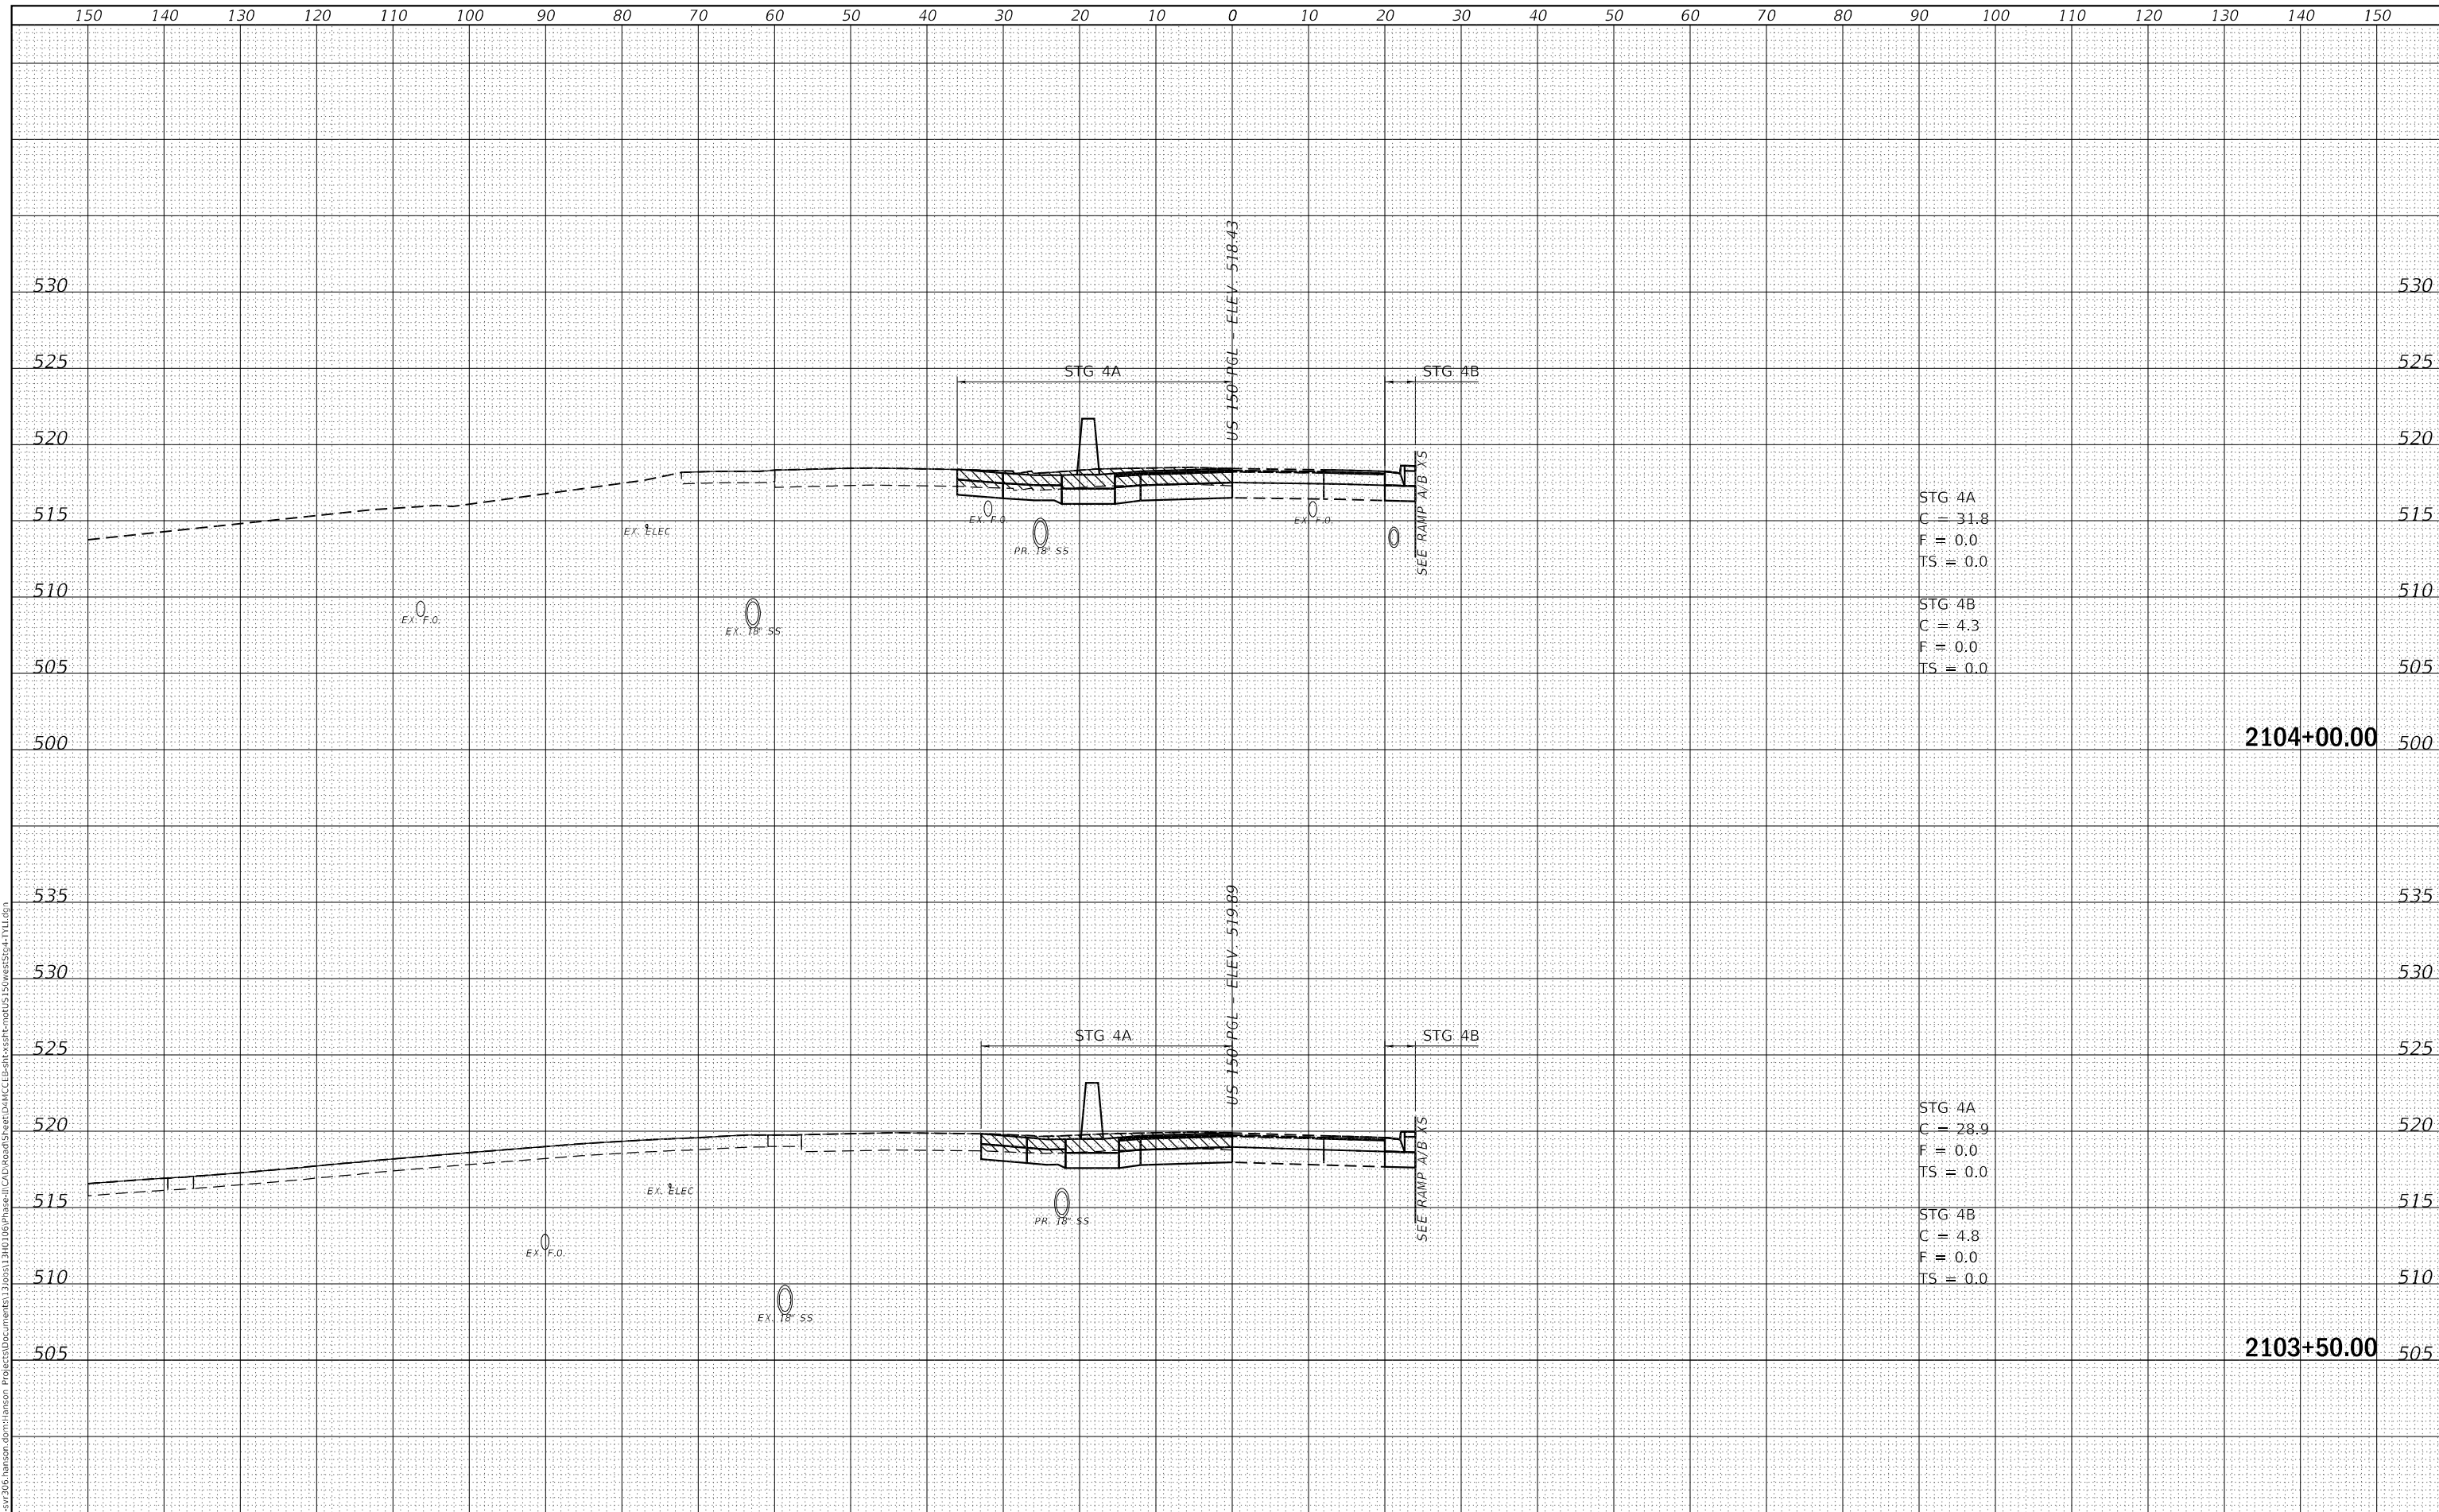 150 140 130 120 110 100 90 80 70 60 50 40 30 20 10 0 10 20 30 40 50 60 70 80 90 100 110 120 130 140 150
US 150 PGL - ELEV. 518.43
530 530
525 525
STG 4A STG 4B
520 520
SEE RAMP A/B XS
STG 4A
C = 31.8
F = 0.0
TS = 0.0
515 515
EX. F.O. EX. F.O.
EX. ELEC
PR. 18" SS
510 510
STG 4B
C = 4.3
F = 0.0
TS = 0.0
EX. F.O.
EX. 18" SS
505 505
500 2104+00.00 500
US 150 PGL - ELEV. 519.89
535 535
530 530
525 525
STG 4A STG 4B
520 520
SEE RAMP A/B XS
STG 4A
C = 28.9
F = 0.0
TS = 0.0
EX. ELEC
515 515
STG 4B
C = 4.8
F = 0.0
TS = 0.0
PR. 18" SS
EX. F.O.
510 510
EX. 18" SS
505 2103+50.00 505